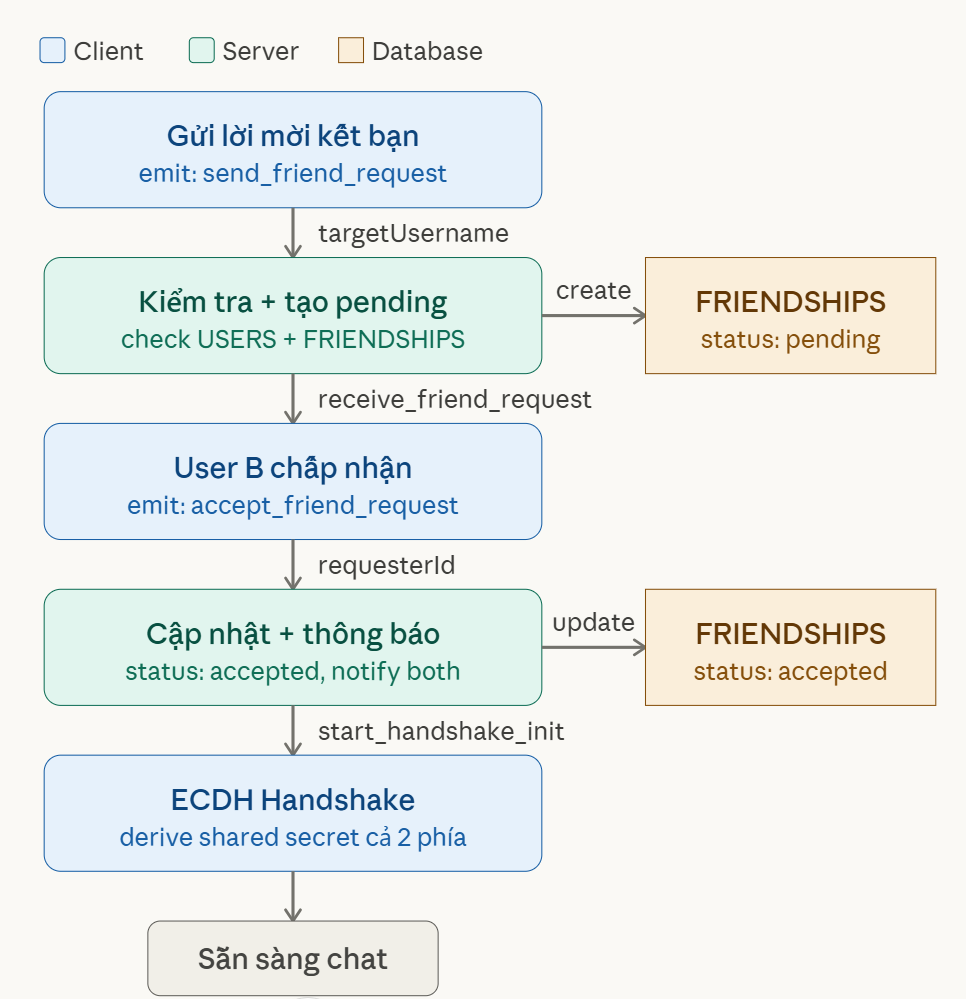 Client
Server
Database
Gửi lời mời kết bạn
emit: send_friend_request
targetUsername
Kiểm tra + tạo pending
check USERS + FRIENDSHIPS
create
FRIENDSHIPS
status: pending
receive_friend_request
User B chấp nhận
emit: accept_friend_request
requesterId
Cập nhật + thông báo
status: accepted, notify both
update
FRIENDSHIPS
status: accepted
start_handshake_init
ECDH Handshake
derive shared secret cả 2 phía
Sẵn sàng chat